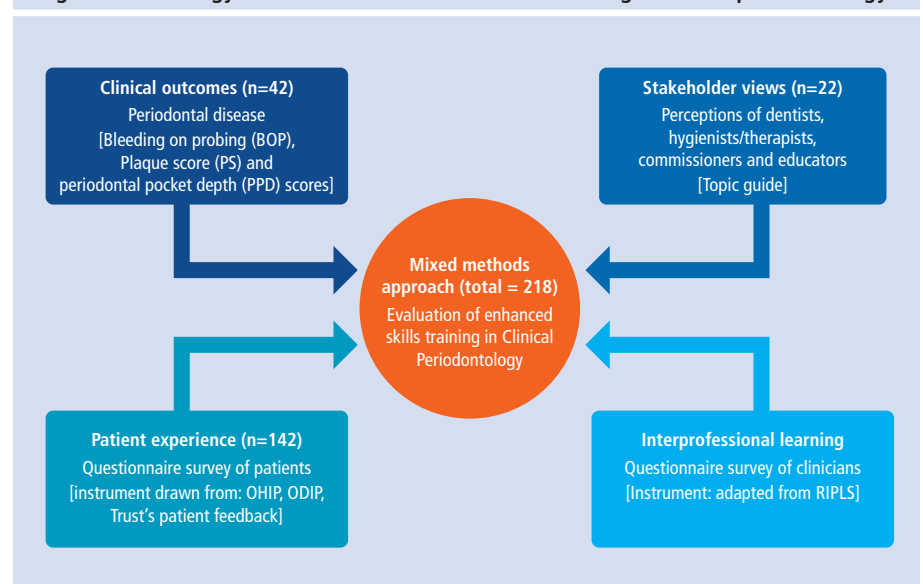 Clinical outcomes (n=42)
Periodontal disease
[Bleeding on probing (BOP),
Plaque score (PS) and
periodontal pocket depth (PPD) scores]
Stakeholder views (n=22)
Perceptions of dentists,
hygienists/therapists,
commissioners and educators
[Topic guide]
Mixed methods
approach (total = 218)
Evaluation of enhanced
skills training in Clinical
Periodontology
Patient experience (n=142)
Questionnaire survey of patients
[instrument drawn from: OHIP, ODIP,
Trust's patient feedback]
Interprofessional learning
Questionnaire survey of clinicians
[Instrument: adapted from RIPLS]